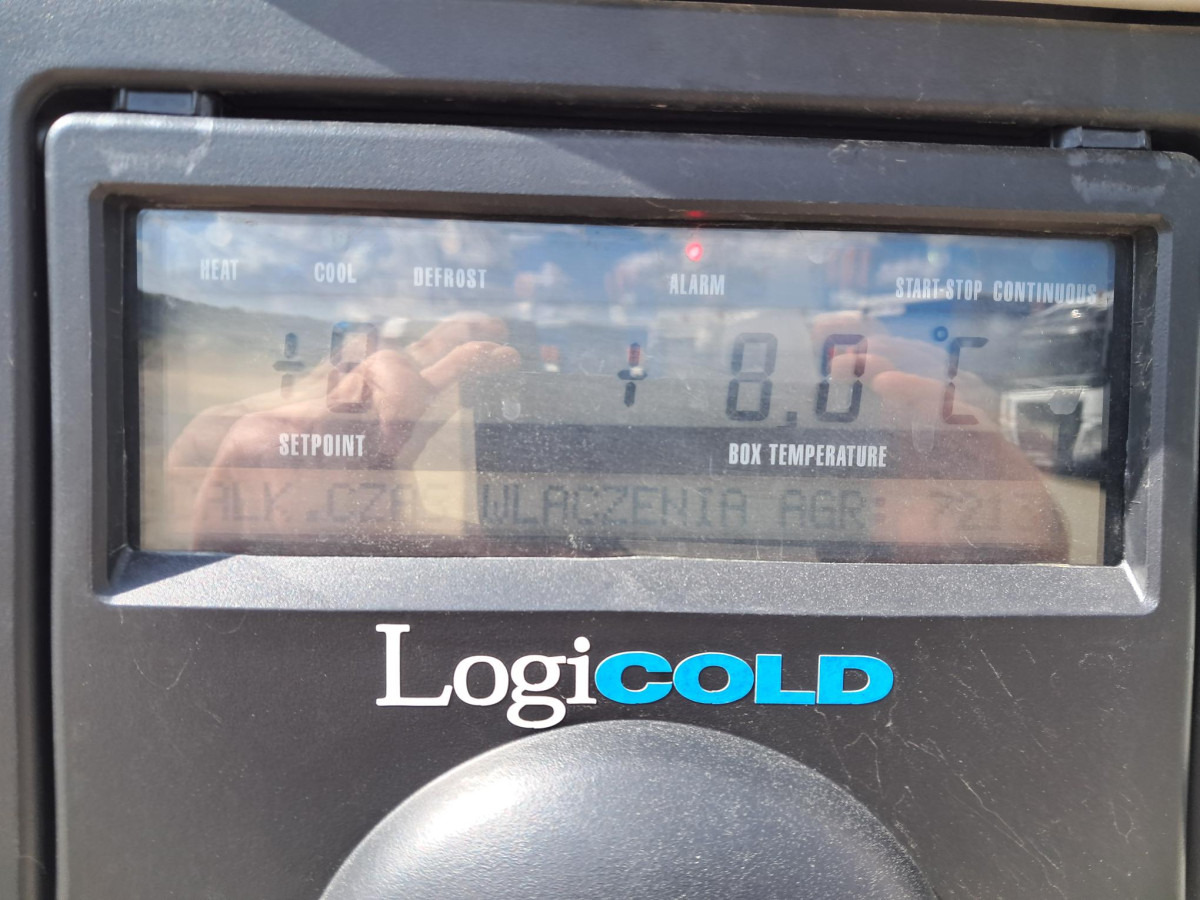 HEAT COOL DEFROST ALARM START-STOP CONTINUOUS
+8.0 °C
SETPOINT BOX TEMPERATURE
WLACZENIA AGR:
LogiCOLD